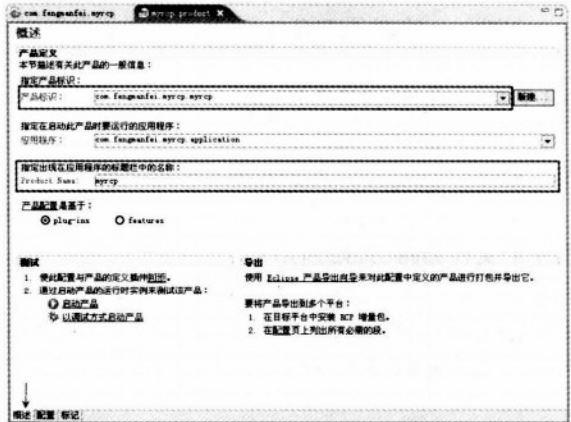 com.fengmanfei.myrcp    myrcp.product
概述
产品定义
本节描述有关此产品的一般信息：
指定产品标识：
产品标识： com.fengmanfei.myrcp.myrcp 新建...
指定在启动此产品时要运行的应用程序：
应用程序： com.fengmanfei.myrcp.application
指定出现在应用程序的标题栏中的名称：
Product Name: myrcp
产品配置是基于：
plug-ins    features
测试
1. 使此配置与产品的定义插件同步。
2. 通过启动产品的运行时实例来测试该产品：
启动产品
以调试方式启动产品
导出
使用 Eclipse 产品导出向导来对此配置中定义的产品进行打包并导出它。
要将产品导出到多个平台：
1. 在目标平台中安装 RCP 增量包。
2. 在配置页上列出所有必需的段。
概述 配置 标记